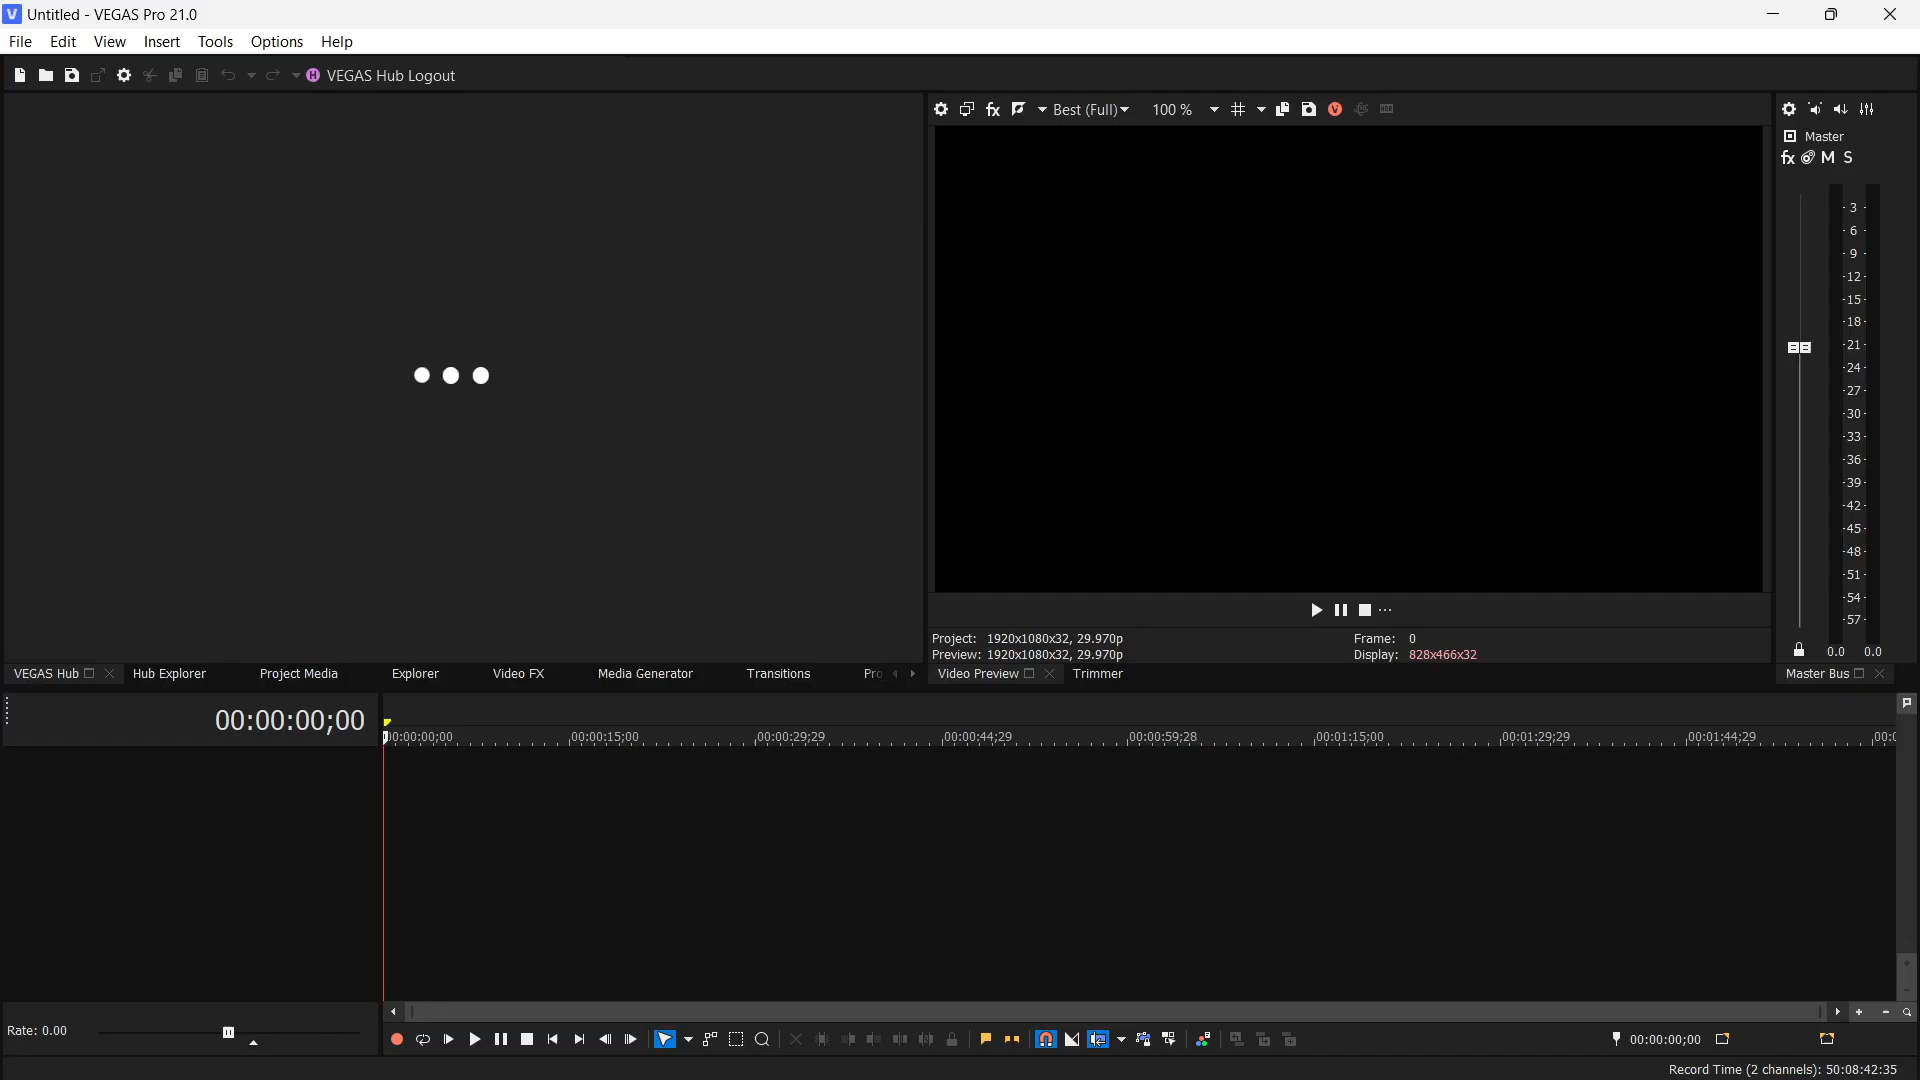 Untitled - VEGAS Pro 21.0
File Edit View Insert Tools Options Help
VEGAS Hub Logout
fx Best (Full) 100 %
Master
fx M S
- 3 -
- 6 -
- 9 -
-12-
-15-
-18-
-21-
-24-
-27-
-30-
-33-
-36-
-39-
-42-
-45-
-48-
-51-
-54-
-57-
0.0 0.0
Project: 1920x1080x32, 29.970p Frame: 0
Preview: 1920x1080x32, 29.970p Display: 828x466x32
VEGAS Hub Hub Explorer Project Media Explorer Video FX Media Generator Transitions Pro Video Preview Trimmer Master Bus
00:00:00;00
00:00:00;00 00:00:15;00 00:00:29;29 00:00:44;29 00:00:59;28 00:01:15;00 00:01:29;29 00:01:44;29 00:0
Rate: 0.00
00:00:00;00
Record Time (2 channels): 50:08:42:35